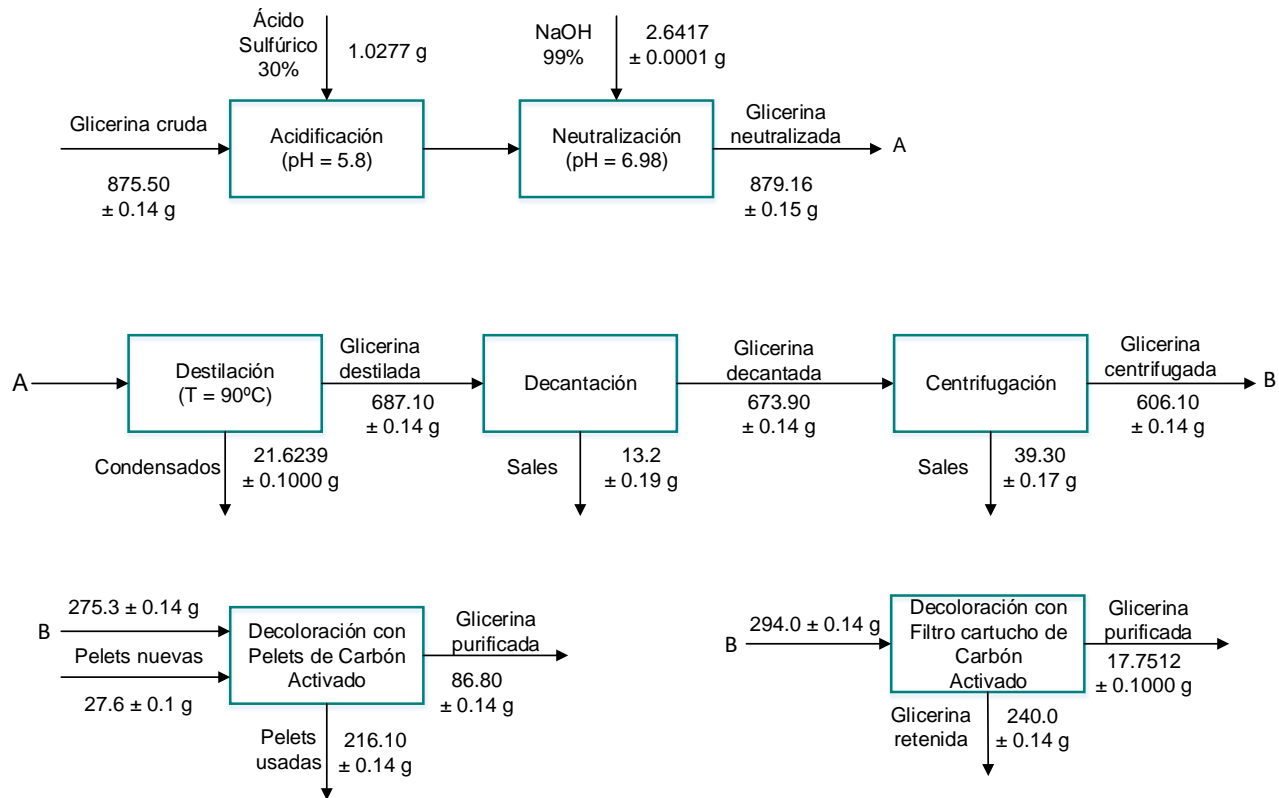 Ácido
Sulfúrico
30%
1.0277 g
NaOH
99%
2.6417
± 0.0001 g
Glicerina cruda
875.50
± 0.14 g
Acidificación
(pH = 5.8)
Neutralización
(pH = 6.98)
Glicerina
neutralizada
879.16
± 0.15 g
A
A
Destilación
(T = 90ºC)
Condensados
21.6239
± 0.1000 g
Glicerina
destilada
687.10
± 0.14 g
Decantación
Sales
13.2
± 0.19 g
Glicerina
decantada
673.90
± 0.14 g
Centrifugación
Sales
39.30
± 0.17 g
Glicerina
centrifugada
606.10
± 0.14 g
B
B
275.3 ± 0.14 g
Pelets nuevas
27.6 ± 0.1 g
Decoloración con
Pelets de Carbón
Activado
Glicerina
purificada
86.80
± 0.14 g
Pelets
usadas
216.10
± 0.14 g
B
294.0 ± 0.14 g
Decoloración con
Filtro cartucho de
Carbón
Activado
Glicerina
purificada
17.7512
± 0.1000 g
Glicerina
retenida
240.0
± 0.14 g